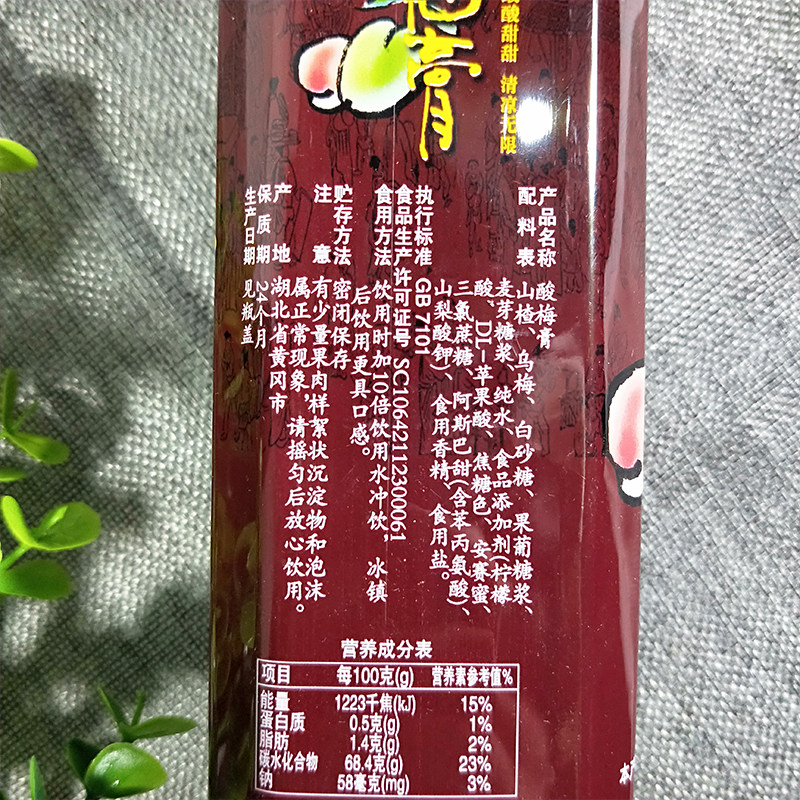 酸甜甜 清凉无限
膏
产品名称 酸梅膏
配料表 山楂、乌梅、白砂糖、果葡糖浆、
麦芽糖浆、纯水、食品添加剂(柠檬
酸、DL-苹果酸、焦糖色、安赛蜜、
三氯蔗糖、阿斯巴甜(含苯丙氨酸)、
山梨酸钾)、食用香精、食用盐。
执行标准 GB 7101
食品生产许可证号 SC10642112300061
食用方法 饮用时加10倍饮用水冲饮,冰镇
后饮用更具口感。
贮存方法 密闭保存
注意 有少量果肉样絮状沉淀物和泡沫
属正常现象,请摇匀后放心饮用。
产地 湖北省黄冈市
保质期 24个月
生产日期 见瓶盖
营养成分表
项目 每100克(g) 营养素参考值%
能量 1223千焦(kJ) 15%
蛋白质 0.5克(g) 1%
脂肪 1.4克(g) 2%
碳水化合物 68.4克(g) 23%
钠 58毫克(mg) 3%